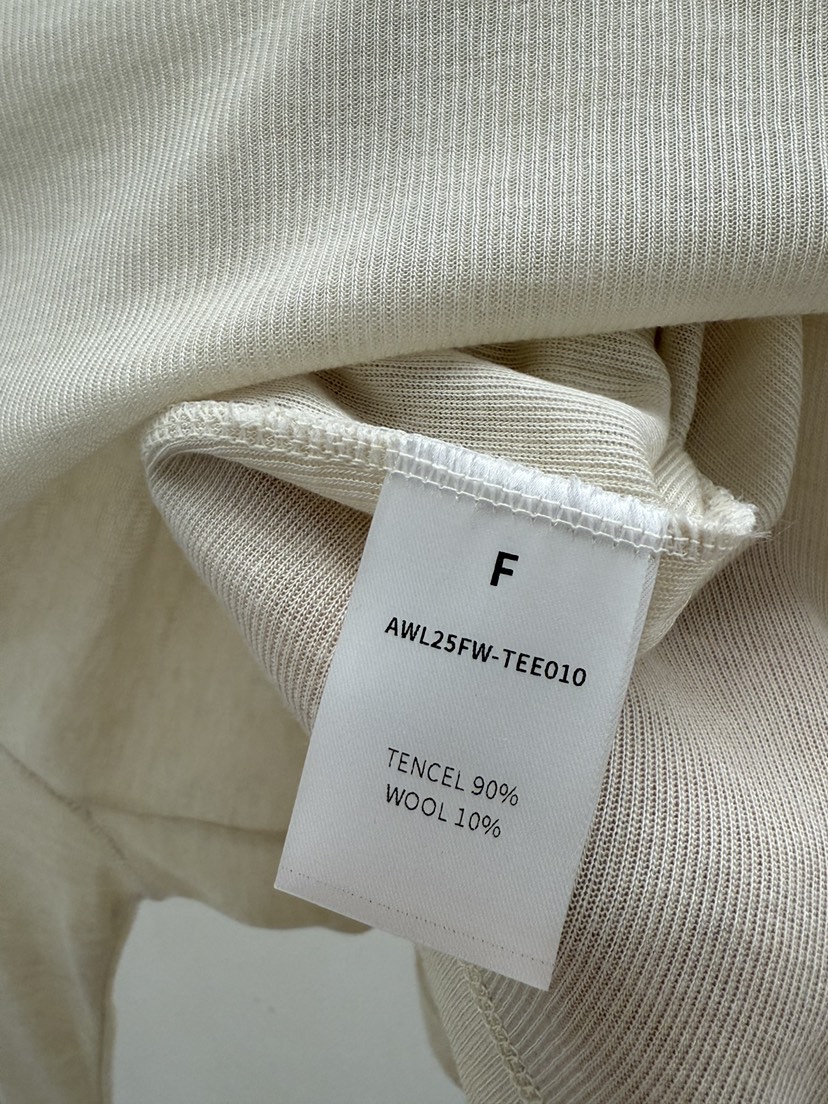 F
AWL25FW-TEE010
TENCEL 90%
WOOL 10%